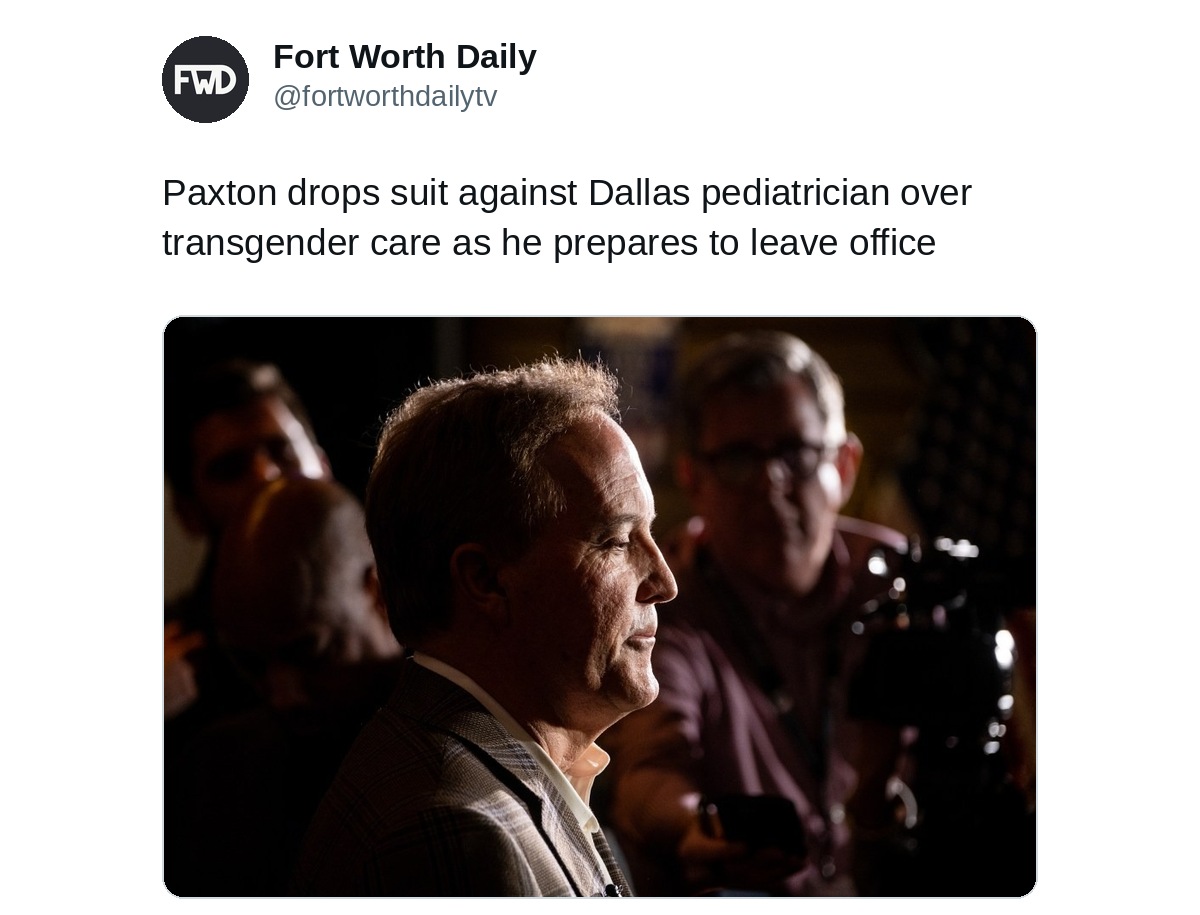 FWD
Fort Worth Daily
@fortworthdailytv
Paxton drops suit against Dallas pediatrician over
transgender care as he prepares to leave office